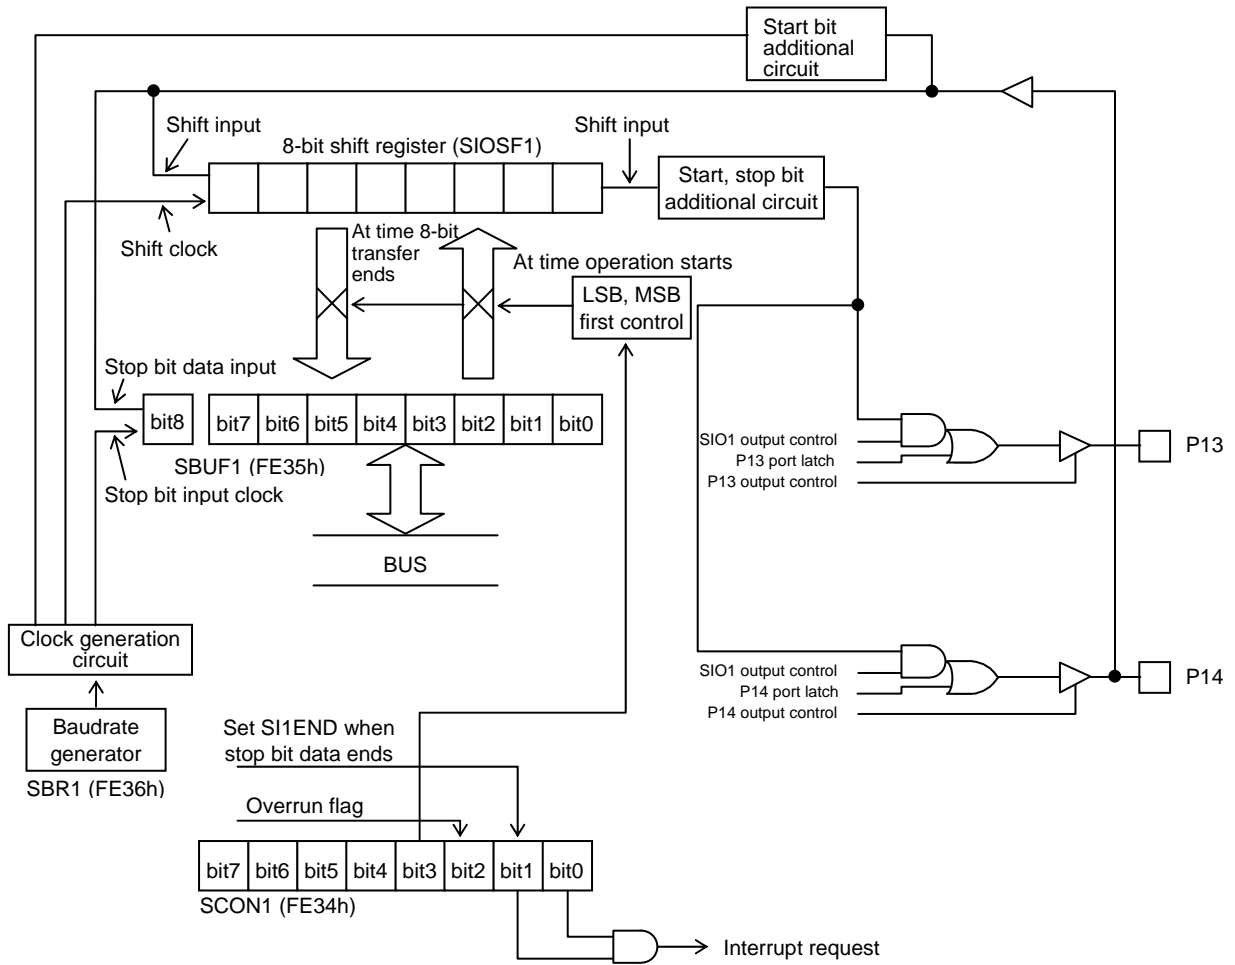 Start bit
additional
circuit
Shift input
8-bit shift register (SIOSF1)
Shift input
Start, stop bit
additional circuit
Shift clock
At time 8-bit
transfer
ends
At time operation starts
LSB, MSB
first control
Stop bit data input
bit8 bit7 bit6 bit5 bit4 bit3 bit2 bit1 bit0
SBUF1 (FE35h)
Stop bit input clock
BUS
SIO1 output control
P13 port latch
P13 output control
P13
Clock generation
circuit
SIO1 output control
P14 port latch
P14 output control
P14
Baudrate
generator
SBR1 (FE36h)
Set SI1END when
stop bit data ends
Overrun flag
bit7 bit6 bit5 bit4 bit3 bit2 bit1 bit0
SCON1 (FE34h)
Interrupt request